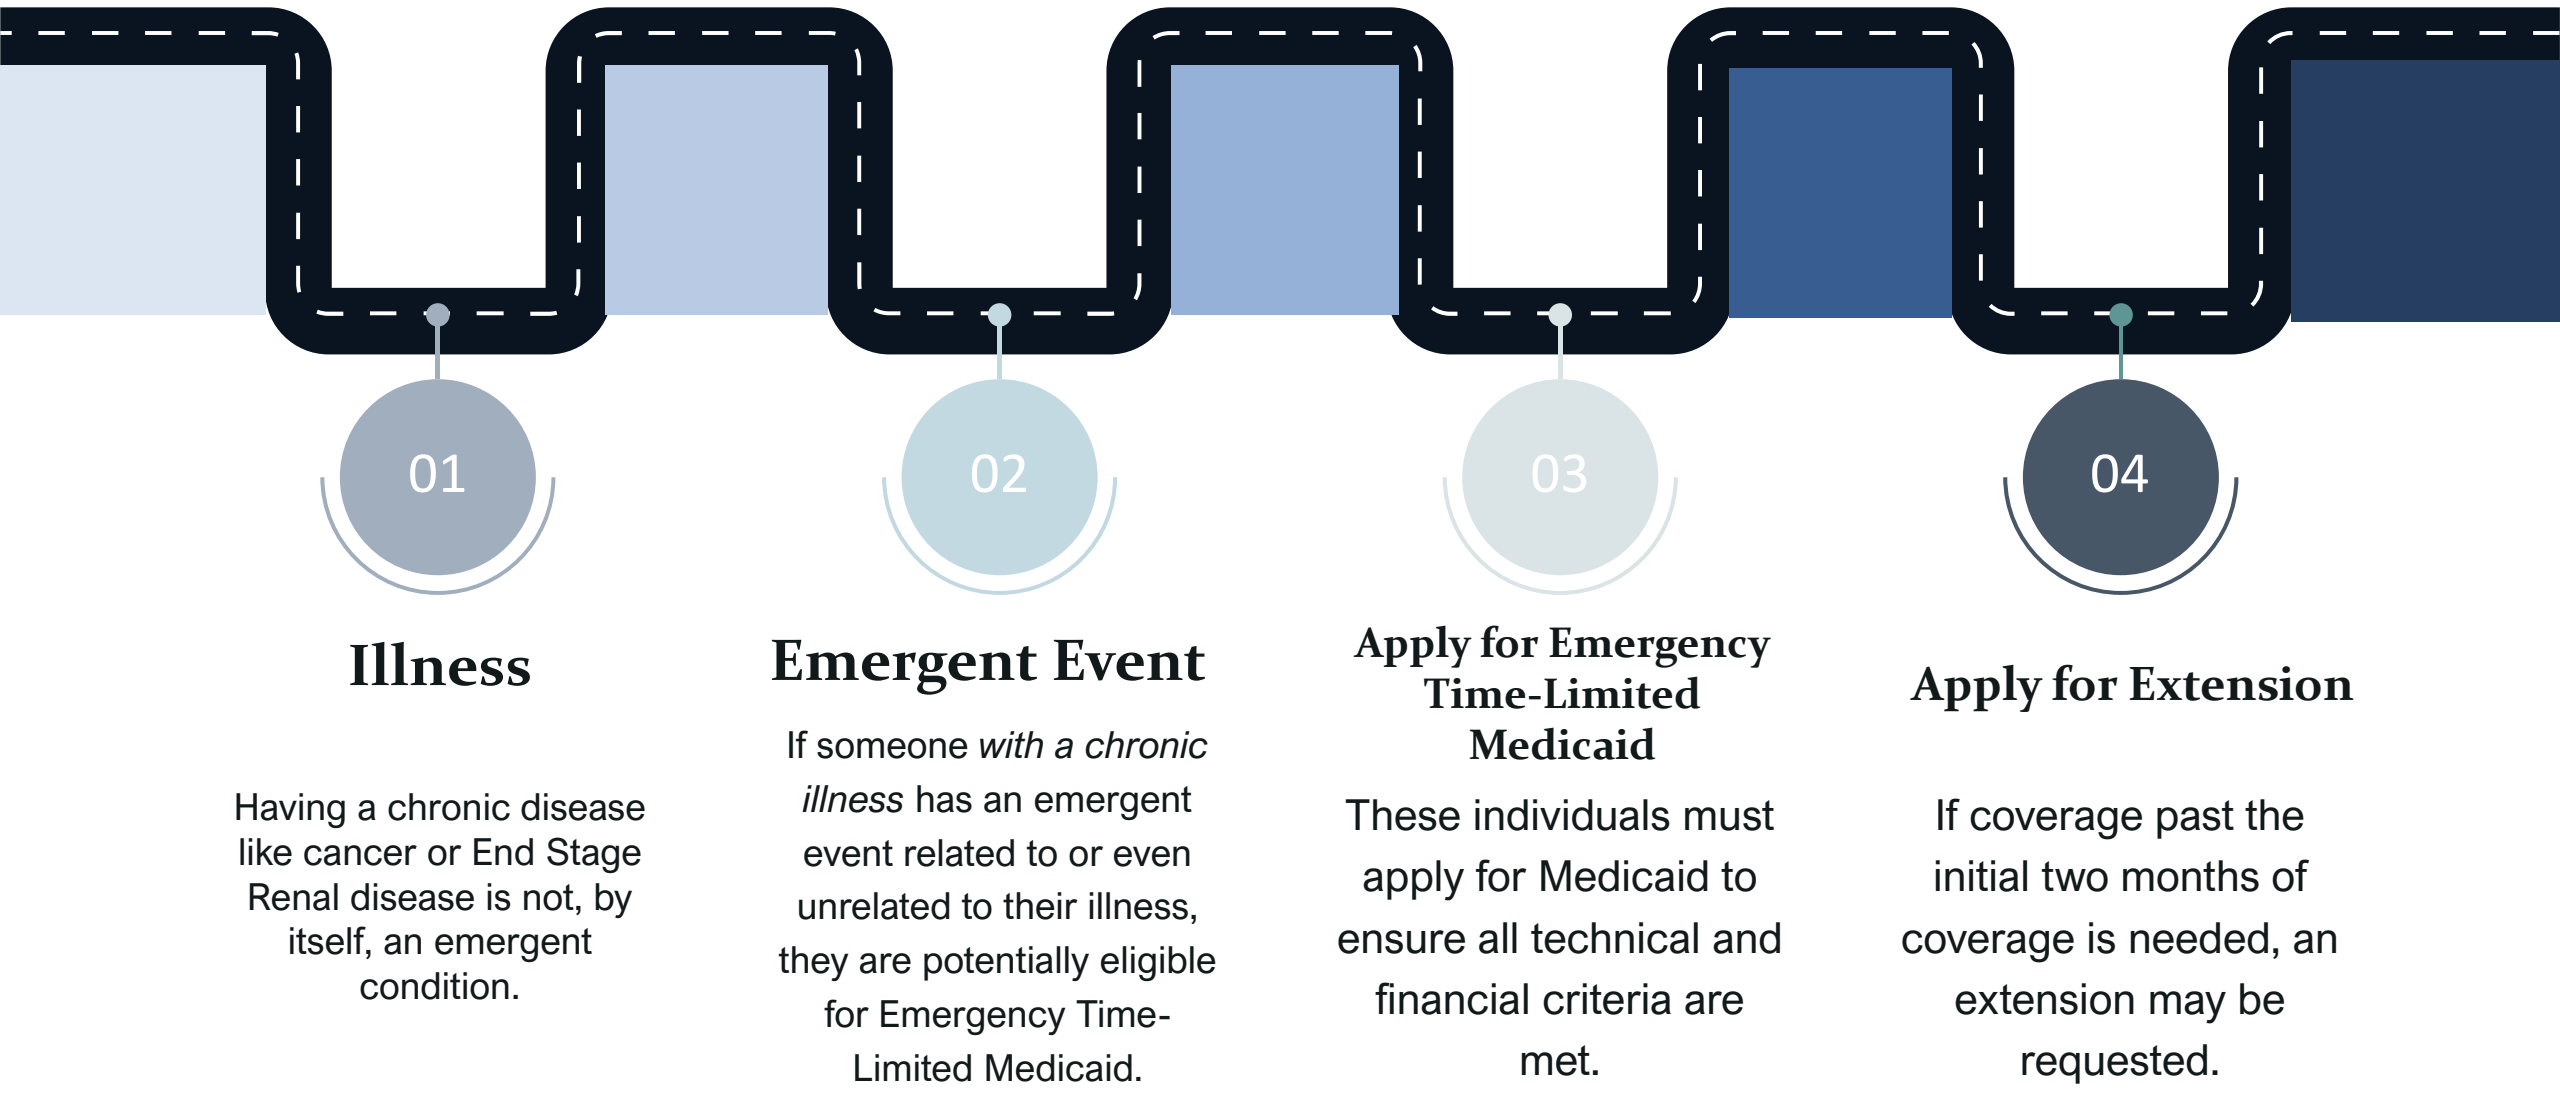 01
Illness
Having a chronic disease
like cancer or End Stage
Renal disease is not, by
itself, an emergent
condition.
02
Emergent Event
If someone with a chronic
illness has an emergent
event related to or even
unrelated to their illness,
they are potentially eligible
for Emergency Time-
Limited Medicaid.
03
Apply for Emergency
Time-Limited
Medicaid
These individuals must
apply for Medicaid to
ensure all technical and
financial criteria are
met.
04
Apply for Extension
If coverage past the
initial two months of
coverage is needed, an
extension may be
requested.